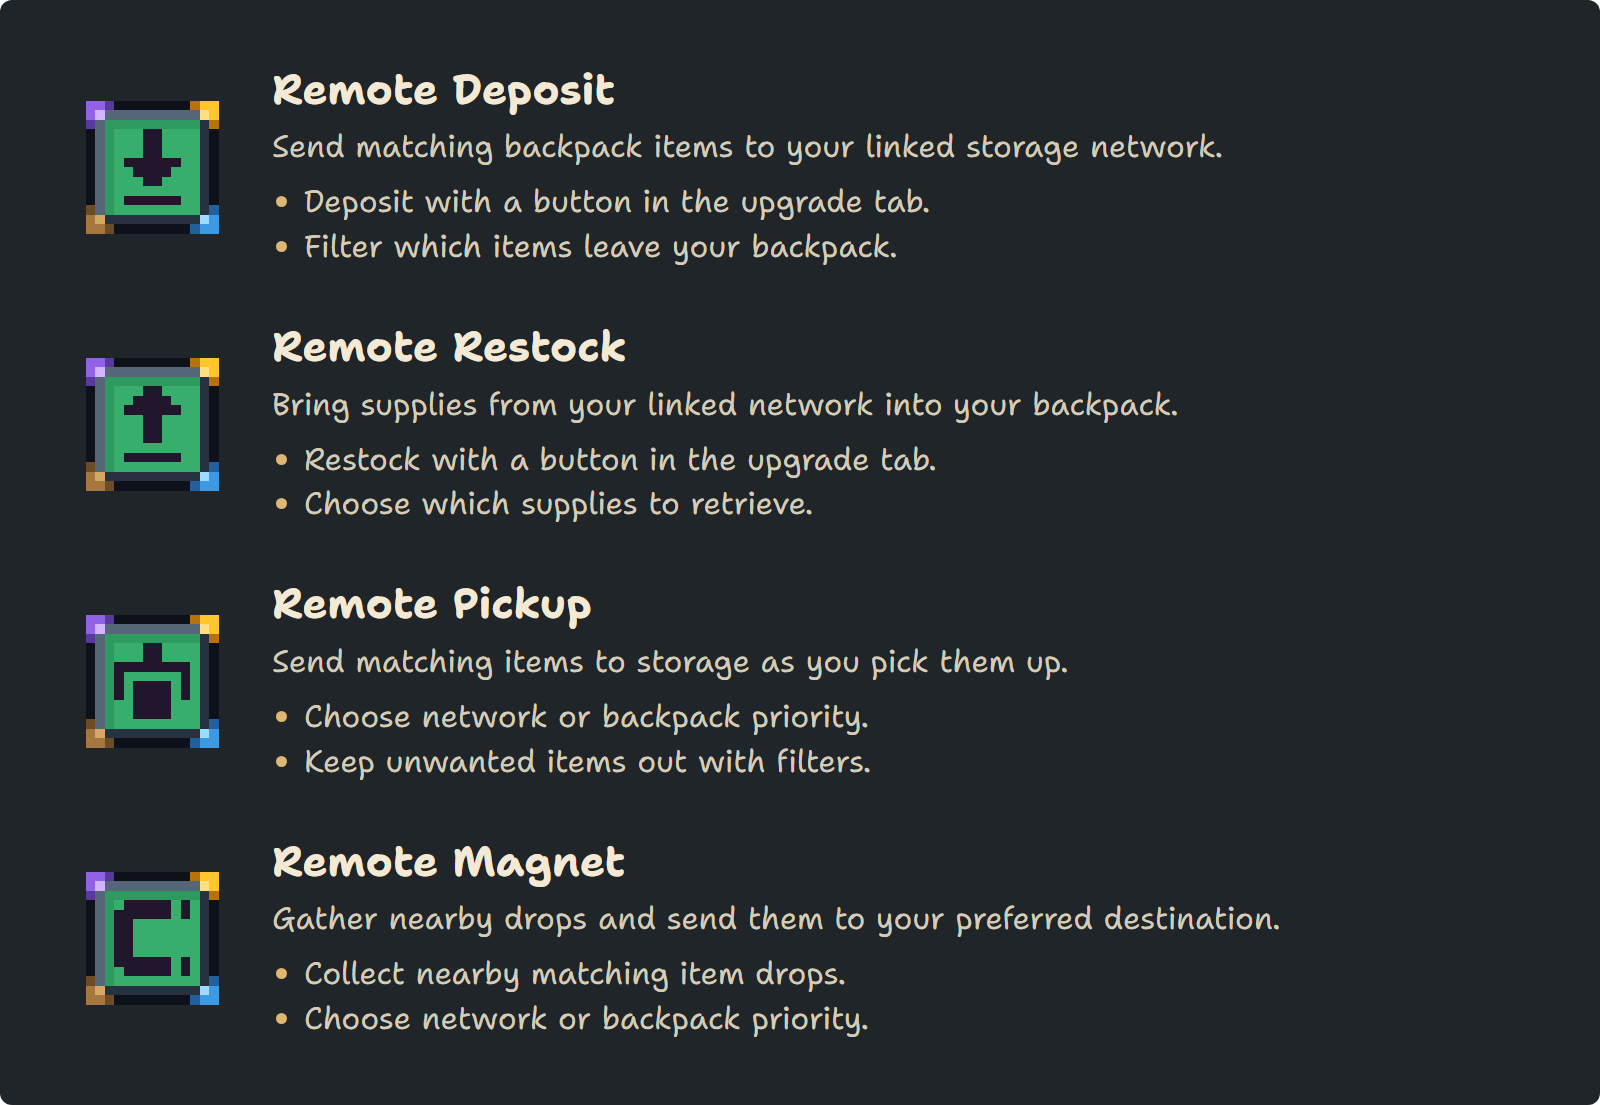 Remote Deposit
Send matching backpack items to your linked storage network.
• Deposit with a button in the upgrade tab.
• Filter which items leave your backpack.
Remote Restock
Bring supplies from your linked network into your backpack.
• Restock with a button in the upgrade tab.
• Choose which supplies to retrieve.
Remote Pickup
Send matching items to storage as you pick them up.
• Choose network or backpack priority.
• Keep unwanted items out with filters.
Remote Magnet
Gather nearby drops and send them to your preferred destination.
• Collect nearby matching item drops.
• Choose network or backpack priority.